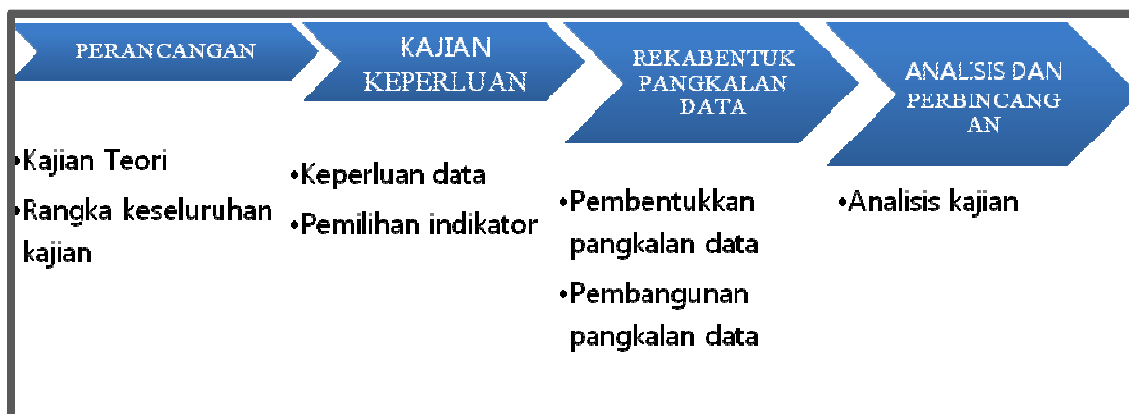 PERANCANGAN
•Kajian Teori
•Rangka keseluruhan
kajian
KAJIAN
KEPERLUAN
•Keperluan data
•Pemilihan indikator
REKABENTUK
PANGKALAN
DATA
•Pembentukkan
pangkalan data
•Pembangunan
pangkalan data
ANALISIS DAN
PERBINCANG
AN
•Analisis kajian